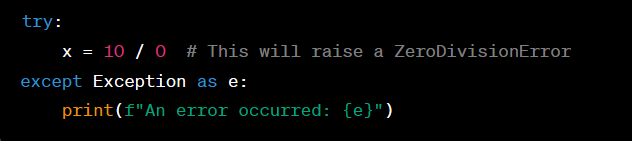 try:
    x = 10 / 0  # This will raise a ZeroDivisionError
except Exception as e:
    print(f"An error occurred: {e}")